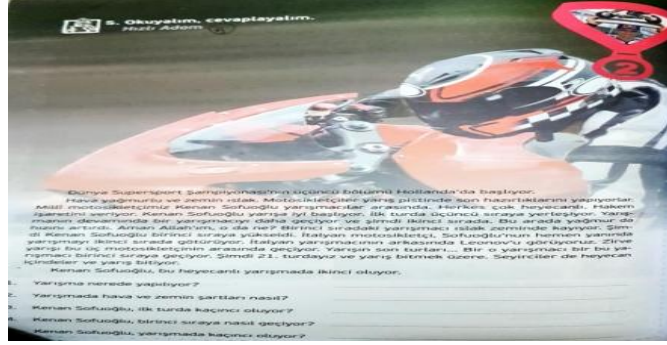 5. Okuyalım, cevaplayalım.
Hızlı Adam
2
Dünya Supersport Şampiyonası'nın üçüncü bölümü Hollanda'da başlıyor.
Hava yağmurlu ve zemin ıslak. Motosikletçiler yarış pistinde son hazırlıklarını yapıyorlar.
Millî motosikletçimiz Kenan Sofuoğlu yarışmacılar arasında. Herkes çok heyecanlı. Hakem
işaretini veriyor. Kenan Sofuoğlu yarışa iyi başlıyor. İlk turda üçüncü sıraya yerleşiyor. Yarış-
manın devamında bir yarışmacıyı daha geçiyor ve şimdi ikinci sırada. Bu arada yağmur da
hızını artırdı. Aman Allah'ım, o da ne? Birinci sıradaki yarışmacı ıslak zeminde kayıyor. Şim-
di Kenan Sofuoğlu birinci sıraya yükseldi. İtalyan motosikletçi, Sofuoğlu'nun hemen yanında
yarışmayı ikinci sırada götürüyor. İtalyan yarışmacının arkasında Leonov'u görüyoruz. Zirve
yarışı bu üç motosikletçinin arasında geçiyor. Yarışın son turları... Bir o yarışmacı bir bu ya-
rışmacı birinci sıraya geçiyor. Şimdi 21. turdayız ve yarış bitmek üzere. Seyirciler de heyecan
içindeler ve yarış bitiyor.
Kenan Sofuoğlu, bu heyecanlı yarışmada ikinci oluyor.
1. Yarışma nerede yapılıyor?
2. Yarışmada hava ve zemin şartları nasıl?
3. Kenan Sofuoğlu, ilk turda kaçıncı oluyor?
4. Kenan Sofuoğlu, birinci sıraya nasıl geçiyor?
Kenan Sofuoğlu, yarışmada kaçıncı oluyor?